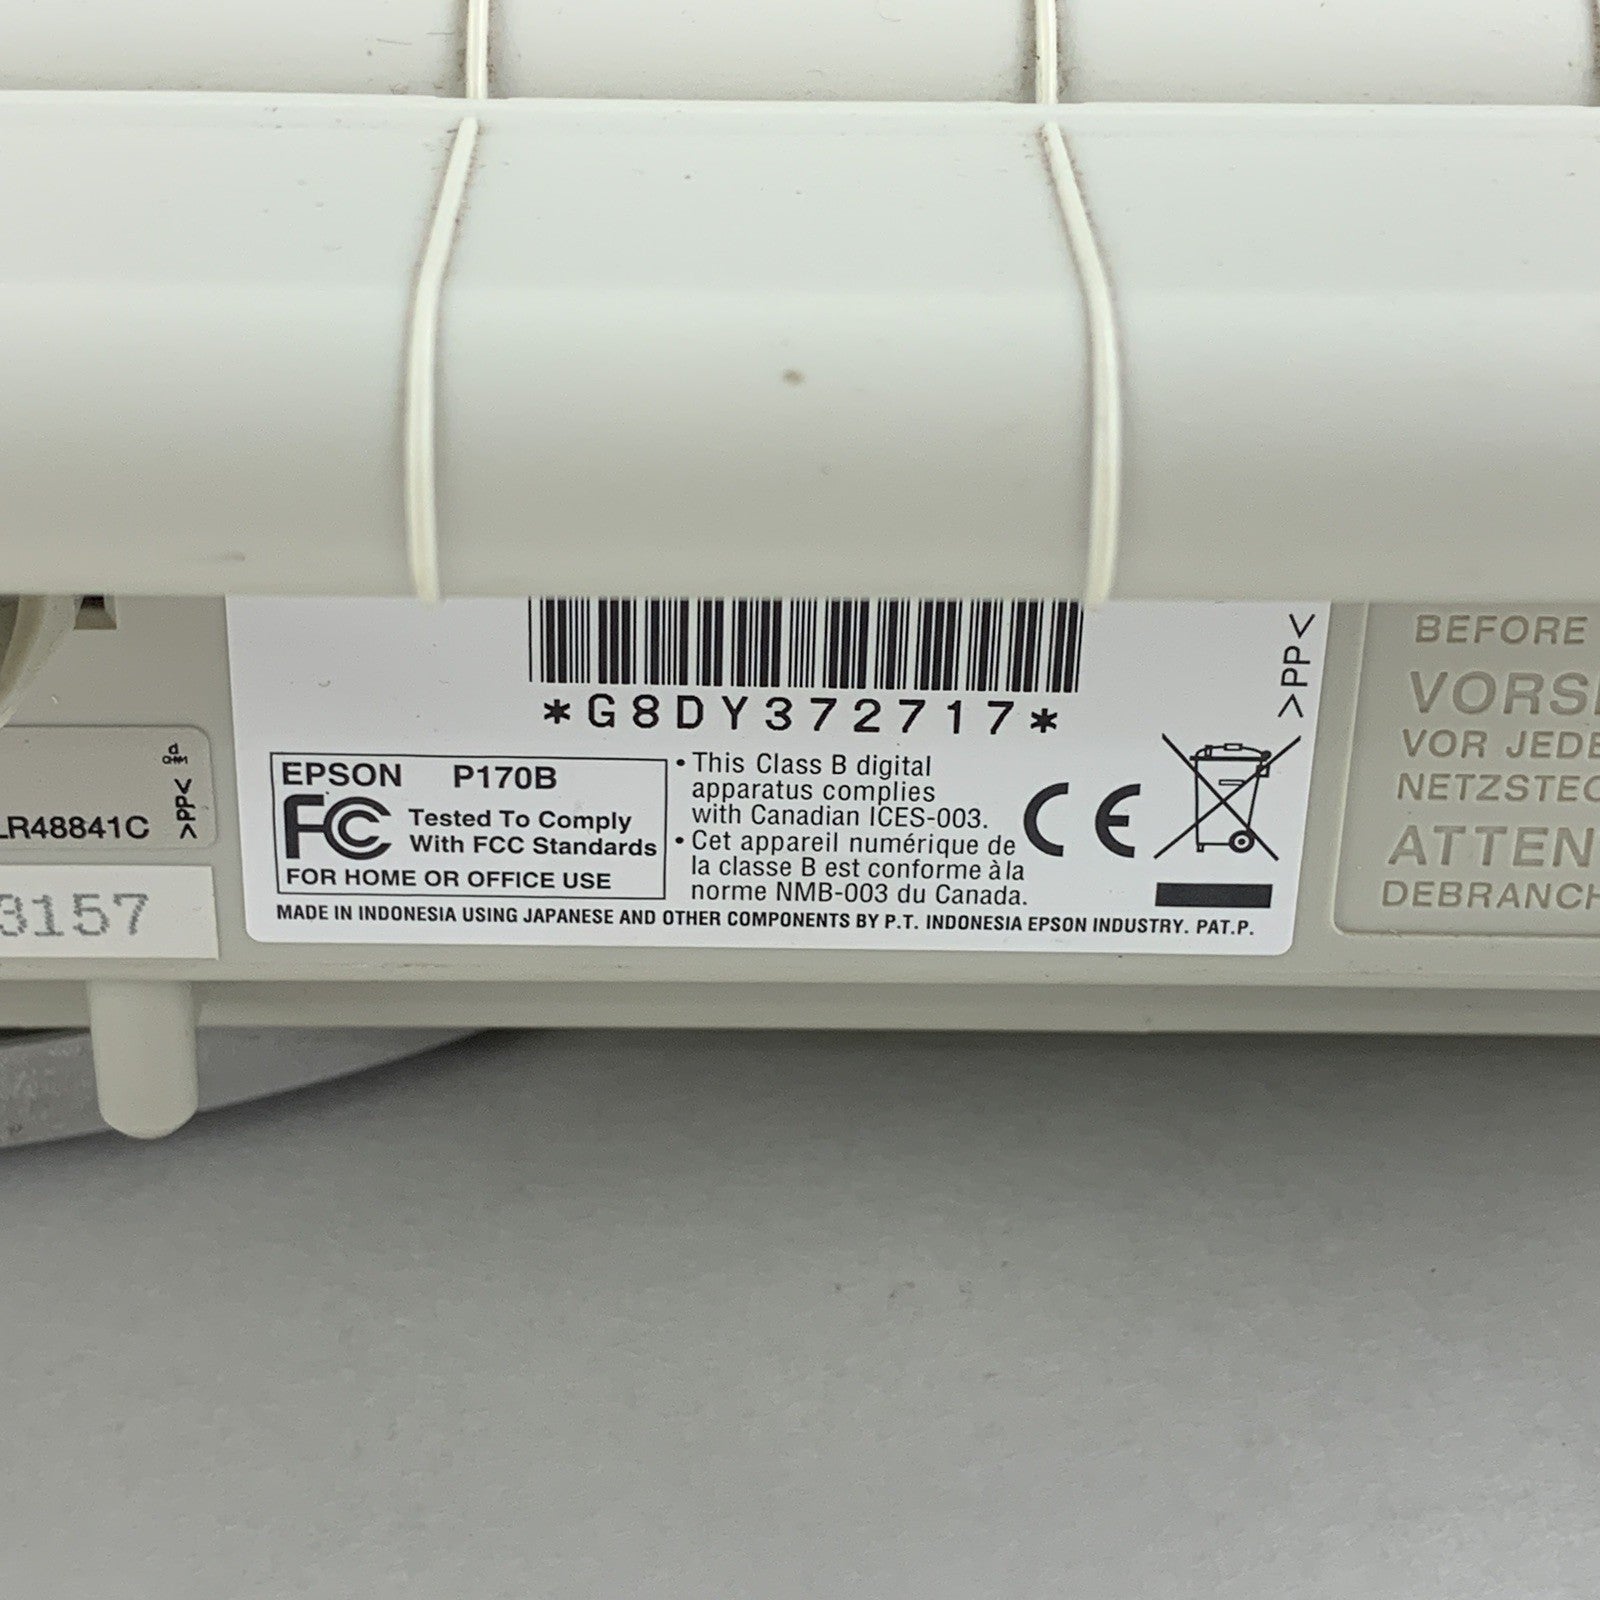 *G8DY372717*
>PP<
EPSON P170B
FC Tested To Comply
With FCC Standards
FOR HOME OR OFFICE USE
• This Class B digital
apparatus complies
with Canadian ICES-003.
• Cet appareil numérique de
la classe B est conforme à la
norme NMB-003 du Canada.
CE
MADE IN INDONESIA USING JAPANESE AND OTHER COMPONENTS BY P.T. INDONESIA EPSON INDUSTRY. PAT.P.
LR48841C
>PP<
3157
BEFORE
VORS
VOR JEDE
NETZSTEC
ATTEN
DEBRANCH